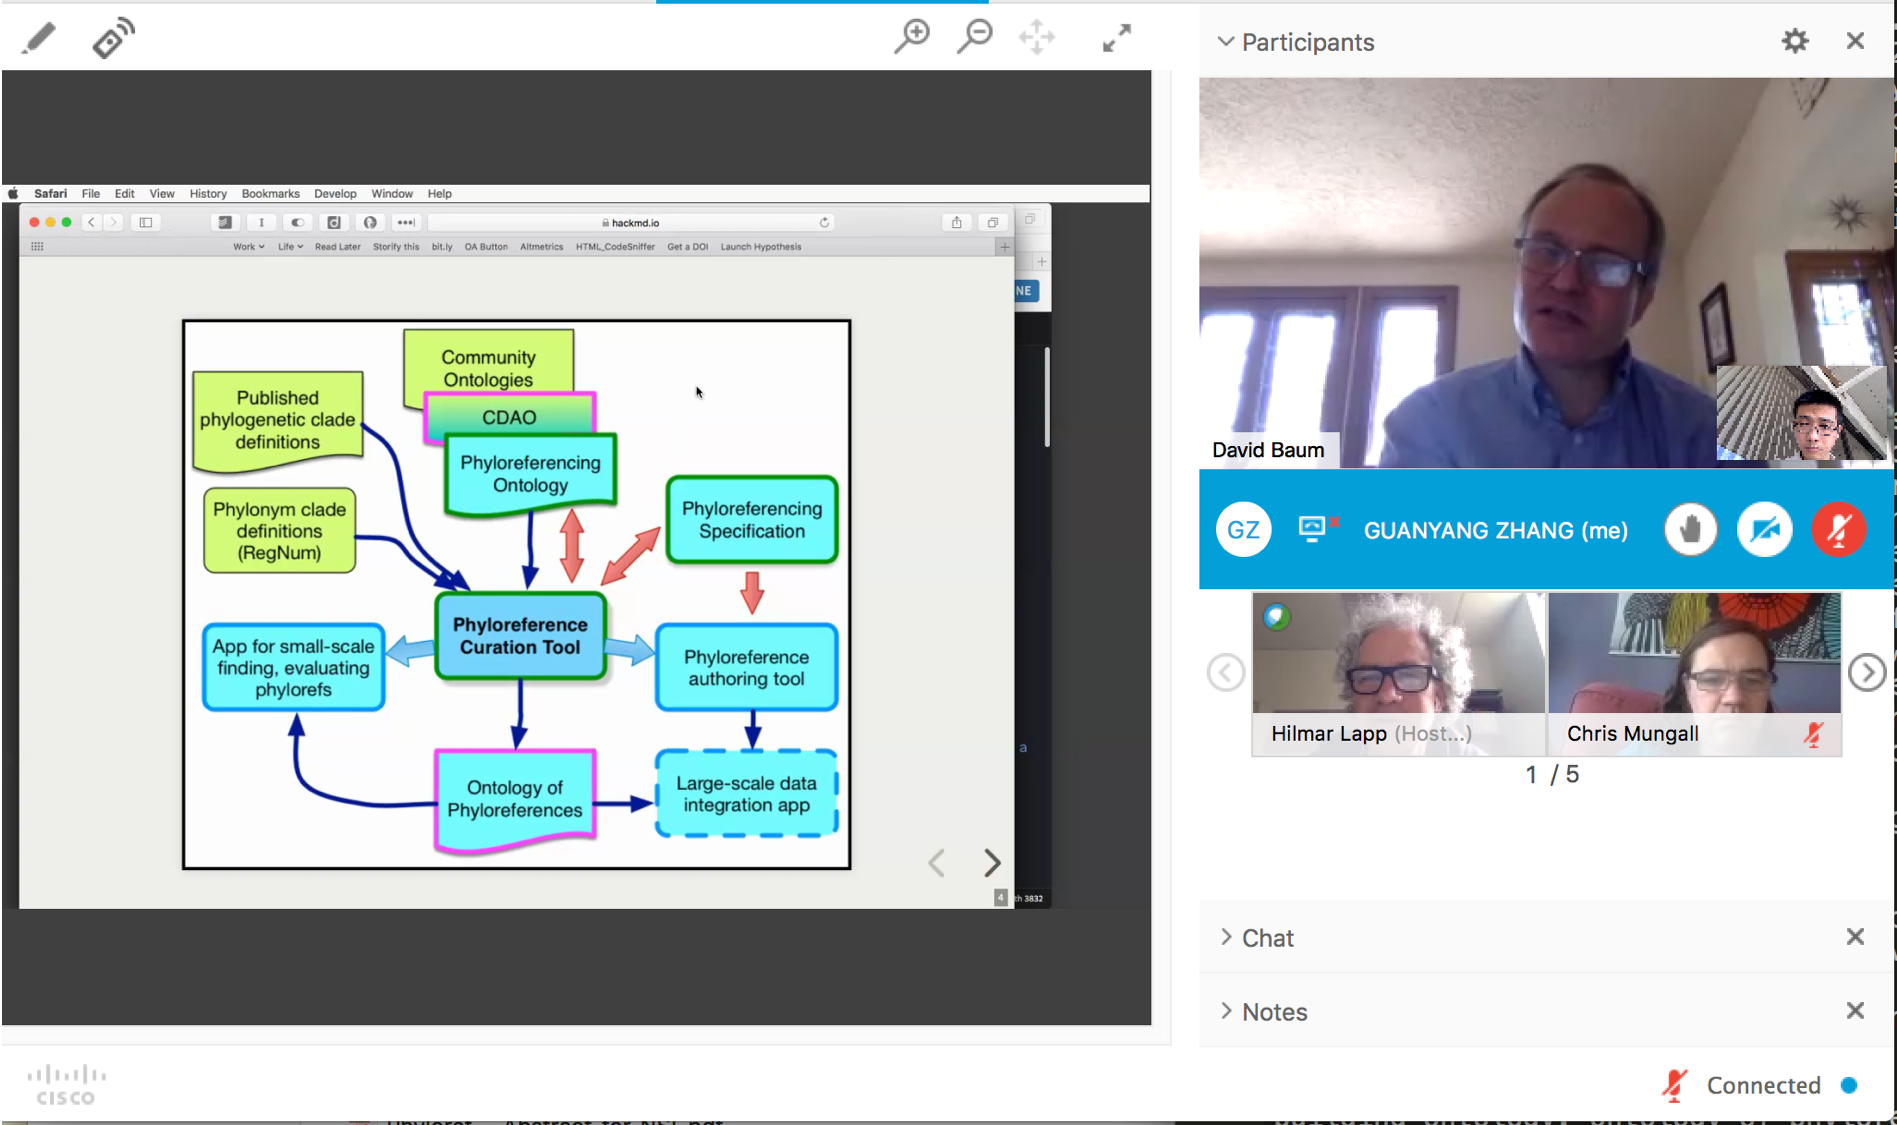 Safari File Edit View History Bookmarks Develop Window Help
hackmd.io
Work Life Read Later Storify this bit.ly OA Button Altmetrics HTML_CodeSniffer Get a DOI Launch Hypothesis
NE
Community
Ontologies
CDAO
Phyloreferencing
Ontology
Published
phylogenetic clade
definitions
Phylonym clade
definitions
(RegNum)
Phyloreferencing
Specification
Phyloreference
Curation Tool
App for small-scale
finding, evaluating
phylorefs
Phyloreference
authoring tool
Ontology of
Phyloreferences
Large-scale data
integration app
a
4
th 3832
CISCO
Participants
David Baum
GZ
GUANYANG ZHANG (me)
Hilmar Lapp (Host...)
Chris Mungall
1 / 5
Chat
Notes
Connected